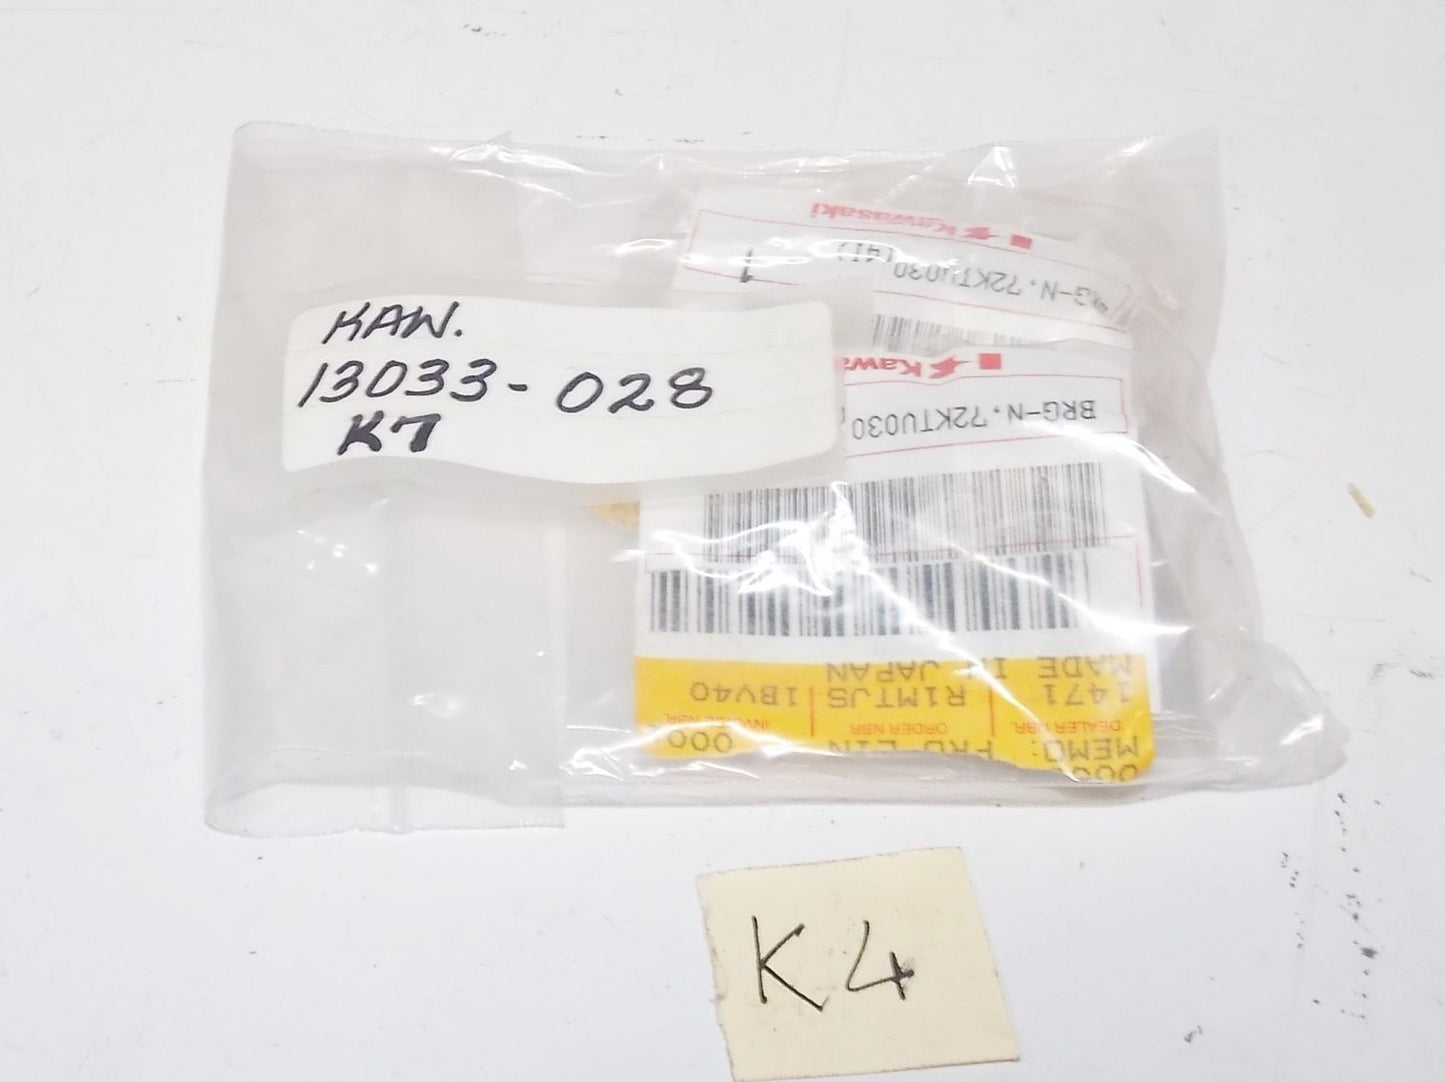 KAW.
13033-028
K7
Kawasaki
BRG-N.72KTU030
1
BRG-N.72KTU030
MADE IN JAPAN
1471 R1MTJS 1BV40
DEALER NBR. ORDER NBR. INVOICE NBR.
MEMO: 000
K4